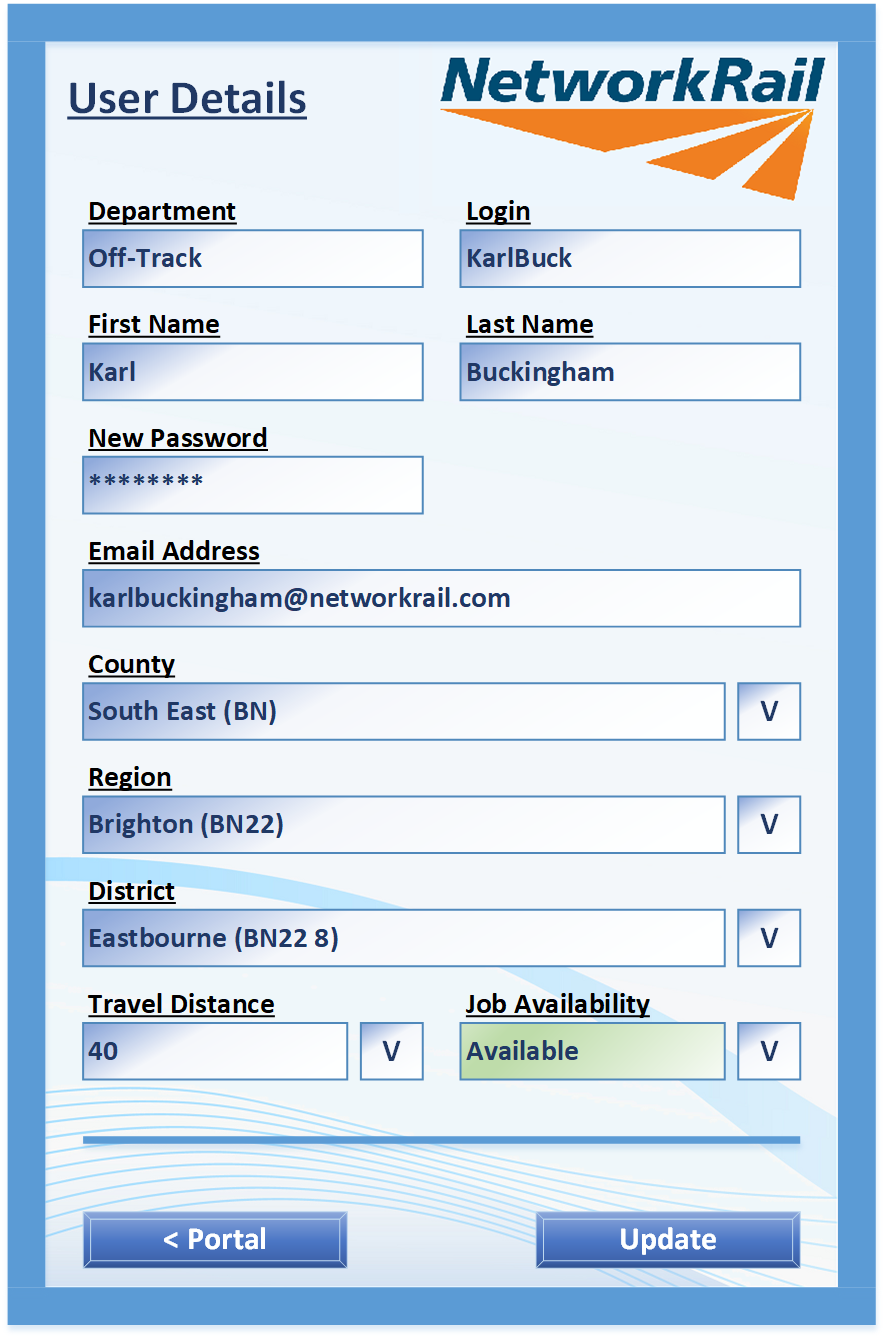 User Details
NetworkRail
Department Login
Off-Track KarlBuck
First Name Last Name
Karl Buckingham
New Password
********
Email Address
karlbuckingham@networkrail.com
County
South East (BN) V
Region
Brighton (BN22) V
District
Eastbourne (BN22 8) V
Travel Distance Job Availability
40 V Available V
< Portal Update